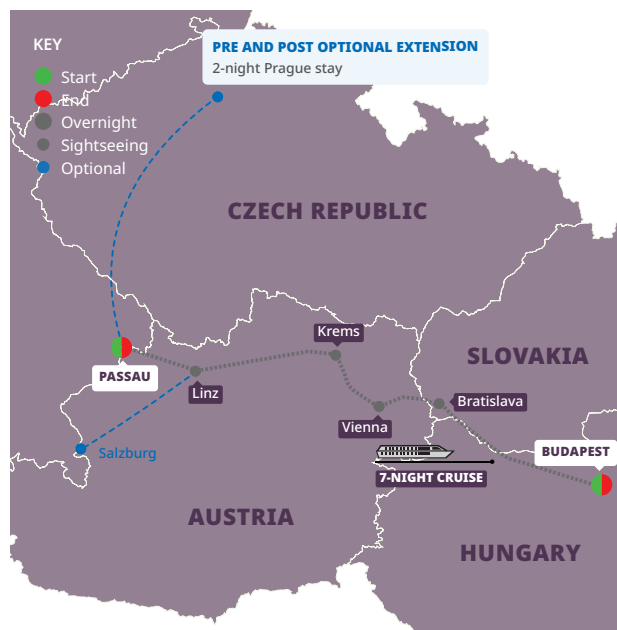 KEY
Start
End
Overnight
Sightseeing
Optional
PRE AND POST OPTIONAL EXTENSION
2-night Prague stay
CZECH REPUBLIC
Krems
SLOVAKIA
PASSAU
Linz
Bratislava
Vienna
Salzburg
BUDAPEST
7-NIGHT CRUISE
AUSTRIA
HUNGARY